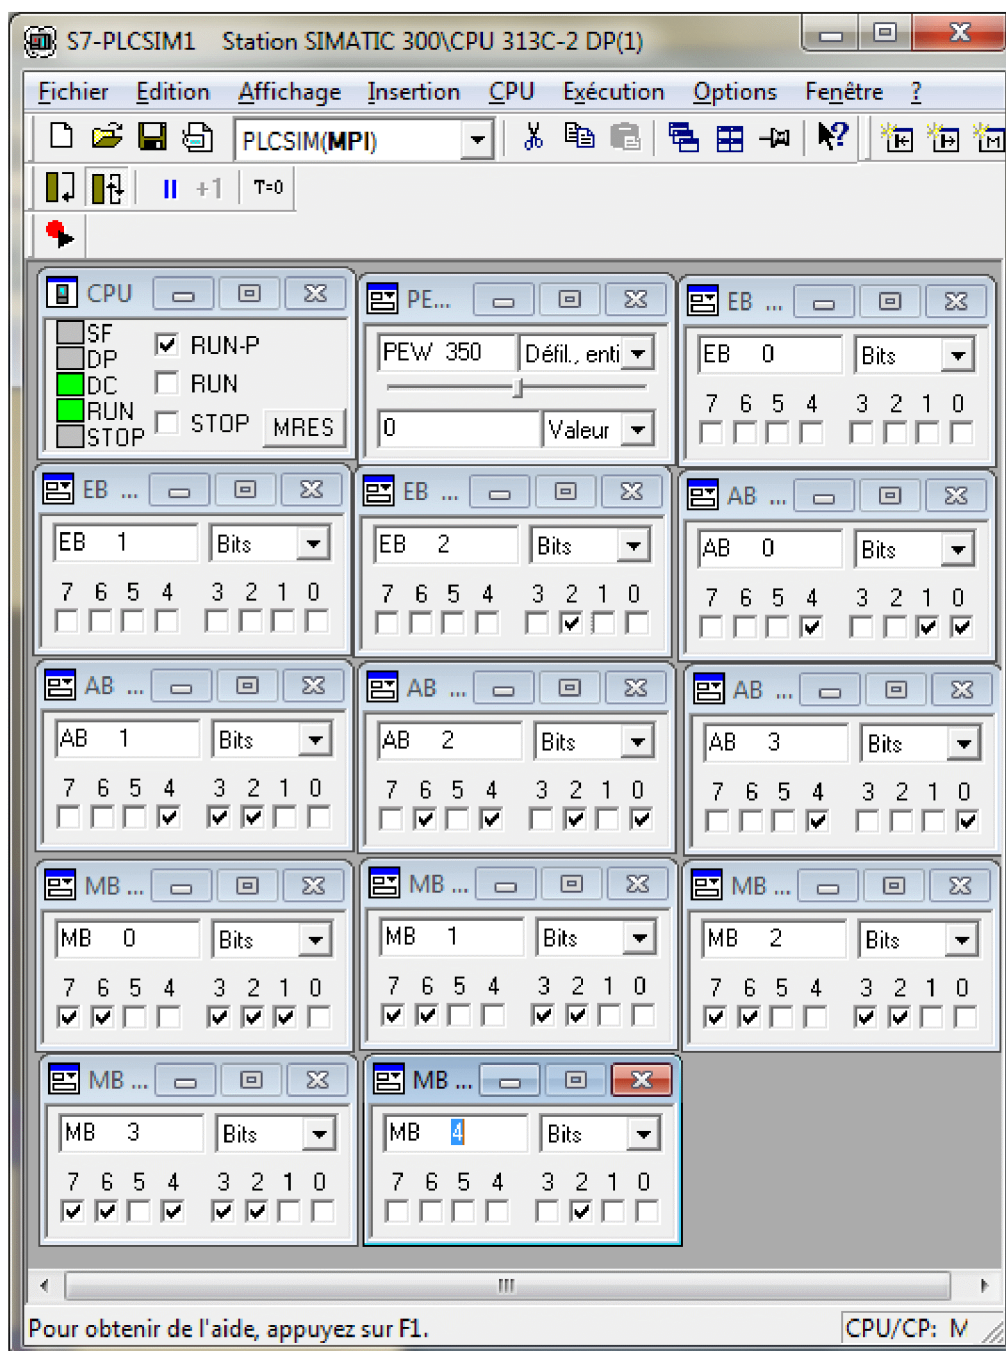 S7-PLCSIM1 Station SIMATIC 300\CPU 313C-2 DP(1)
Fichier Edition Affichage Insertion CPU Exécution Options Fenêtre ?
PLCSIM(MPI)
+1 T=0
CPU
SF
DP
DC
RUN
STOP
RUN-P
RUN
STOP MRES
PE...
PEW 350 Défil., enti
0 Valeur
EB ...
EB 0 Bits
7 6 5 4 3 2 1 0
EB ...
EB 1 Bits
7 6 5 4 3 2 1 0
EB ...
EB 2 Bits
7 6 5 4 3 2 1 0
AB ...
AB 0 Bits
7 6 5 4 3 2 1 0
AB ...
AB 1 Bits
7 6 5 4 3 2 1 0
AB ...
AB 2 Bits
7 6 5 4 3 2 1 0
AB ...
AB 3 Bits
7 6 5 4 3 2 1 0
MB ...
MB 0 Bits
7 6 5 4 3 2 1 0
MB ...
MB 1 Bits
7 6 5 4 3 2 1 0
MB ...
MB 2 Bits
7 6 5 4 3 2 1 0
MB ...
MB 3 Bits
7 6 5 4 3 2 1 0
MB ...
MB 4 Bits
7 6 5 4 3 2 1 0
Pour obtenir de l'aide, appuyez sur F1.
CPU/CP: M